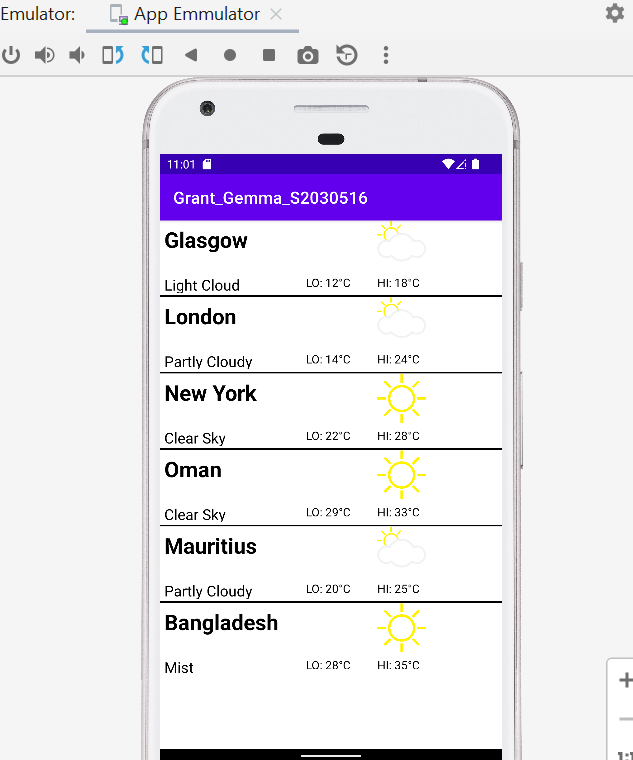 Emulator: App Emmulator
11:01
Grant_Gemma_S2030516
Glasgow
Light Cloud LO: 12°C HI: 18°C
London
Partly Cloudy LO: 14°C HI: 24°C
New York
Clear Sky LO: 22°C HI: 28°C
Oman
Clear Sky LO: 29°C HI: 33°C
Mauritius
Partly Cloudy LO: 20°C HI: 25°C
Bangladesh
Mist LO: 28°C HI: 35°C